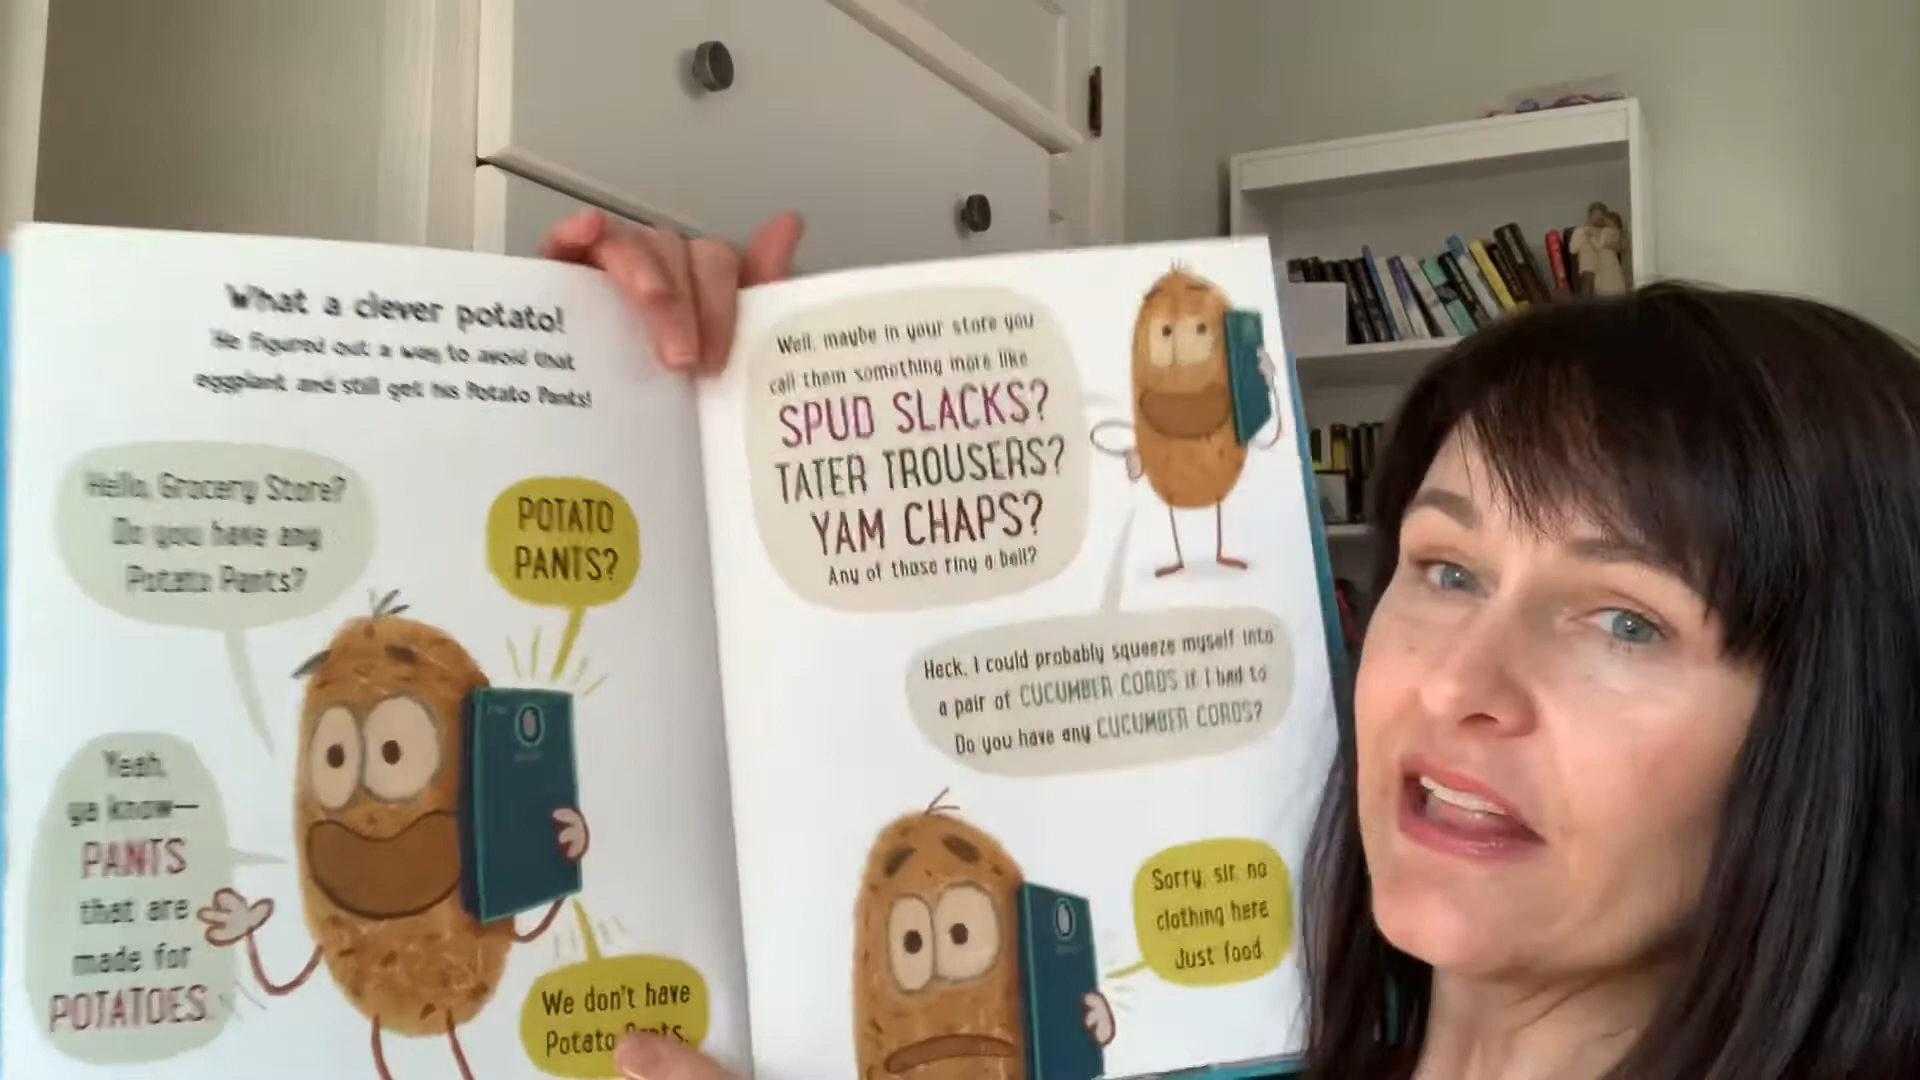 What a clever potato!
He figured out a way to avoid that
eggplant and still get his Potato Pants!
Hello, Grocery Store?
Do you have any
Potato Pants?
POTATO
PANTS?
Yeah,
ya know—
PANTS
that are
made for
POTATOES.
We don't have
Potato Pants.
Well, maybe in your store you
call them something more like
SPUD SLACKS?
TATER TROUSERS?
YAM CHAPS?
Any of those ring a bell?
Heck, I could probably squeeze myself into
a pair of CUCUMBER CORDS if I had to
Do you have any CUCUMBER CORDS?
Sorry, sir, no
clothing here
Just food